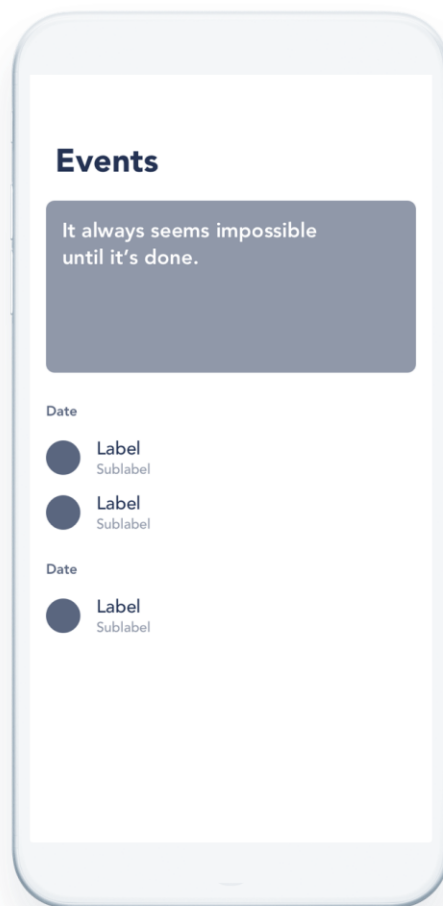 Events
It always seems impossible
until it’s done.
Date
Label
Sublabel
Label
Sublabel
Date
Label
Sublabel